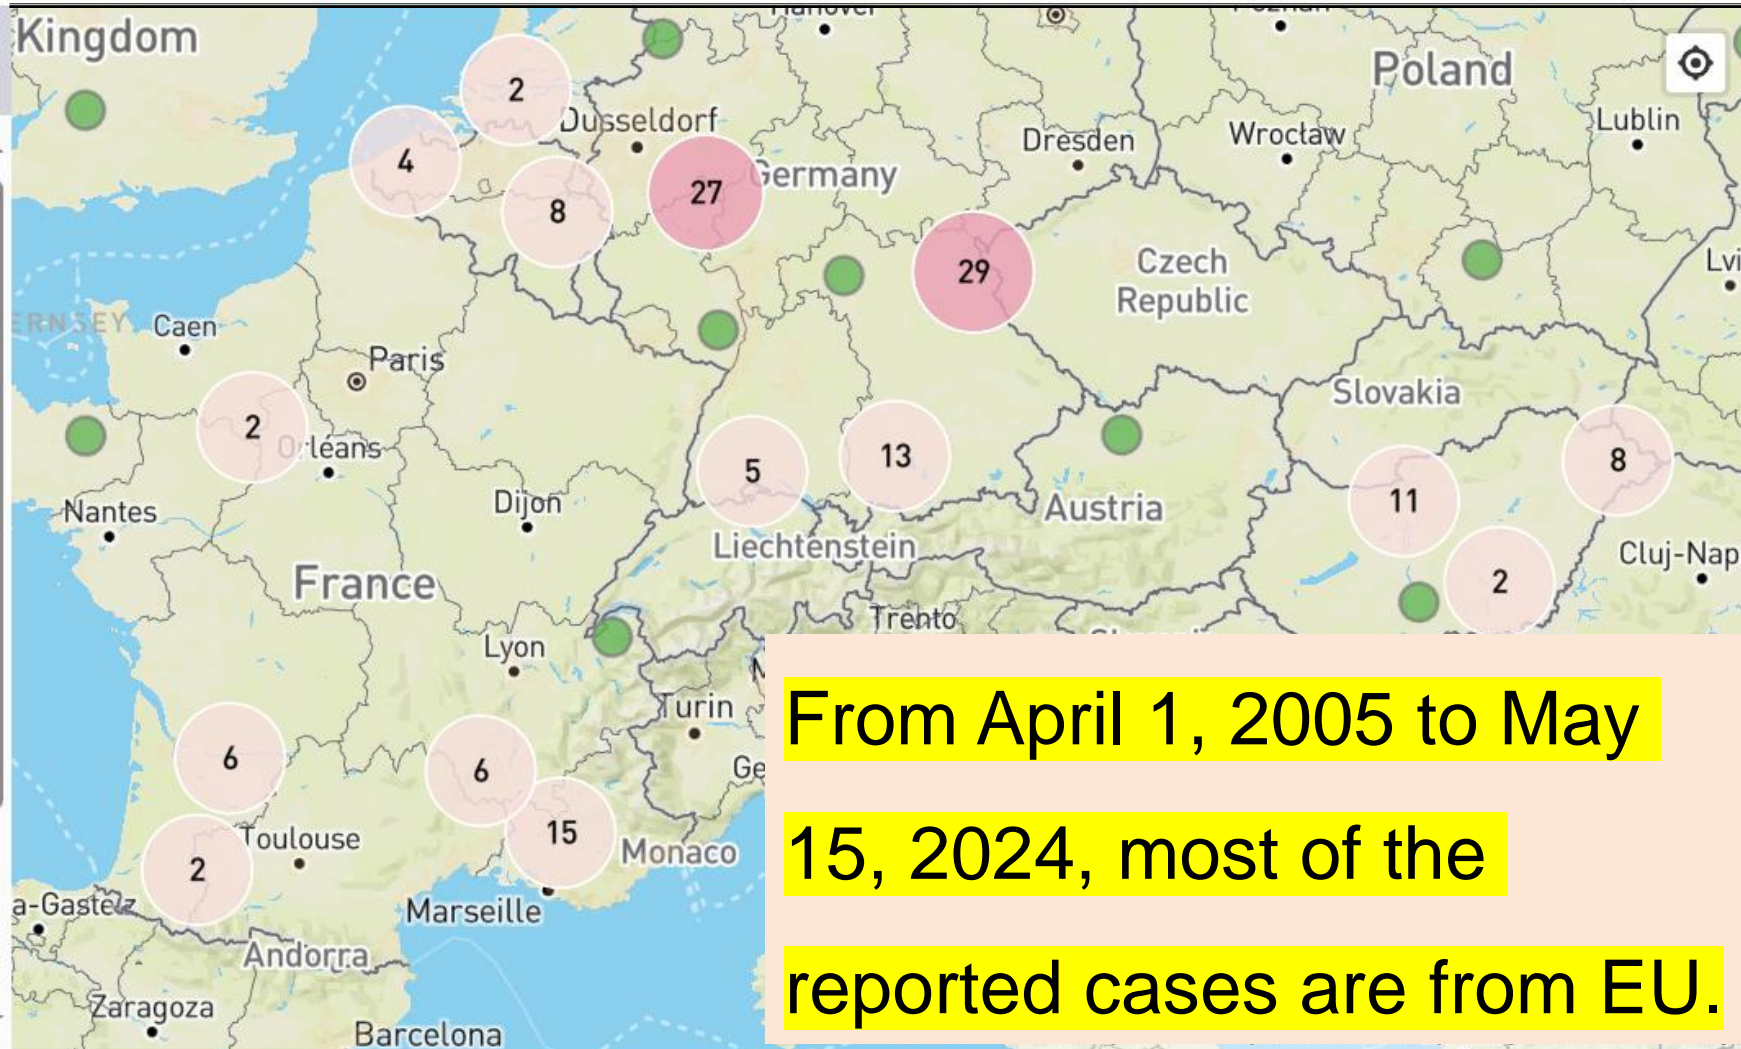 Kingdom
Poland
2
Dusseldorf
Lublin
Dresden
Wrocław
4
Germany
27
8
Czech
Republic
29
Caen
Paris
Slovakia
2
Orléans
5
13
8
11
Nantes
Dijon
Austria
Liechtenstein
France
2
Trento
Lyon
Turin
6
6
15
Toulouse
2
Monaco
Marseille
Andorra
Zaragoza
Barcelona
From April 1, 2005 to May
15, 2024, most of the
reported cases are from EU.